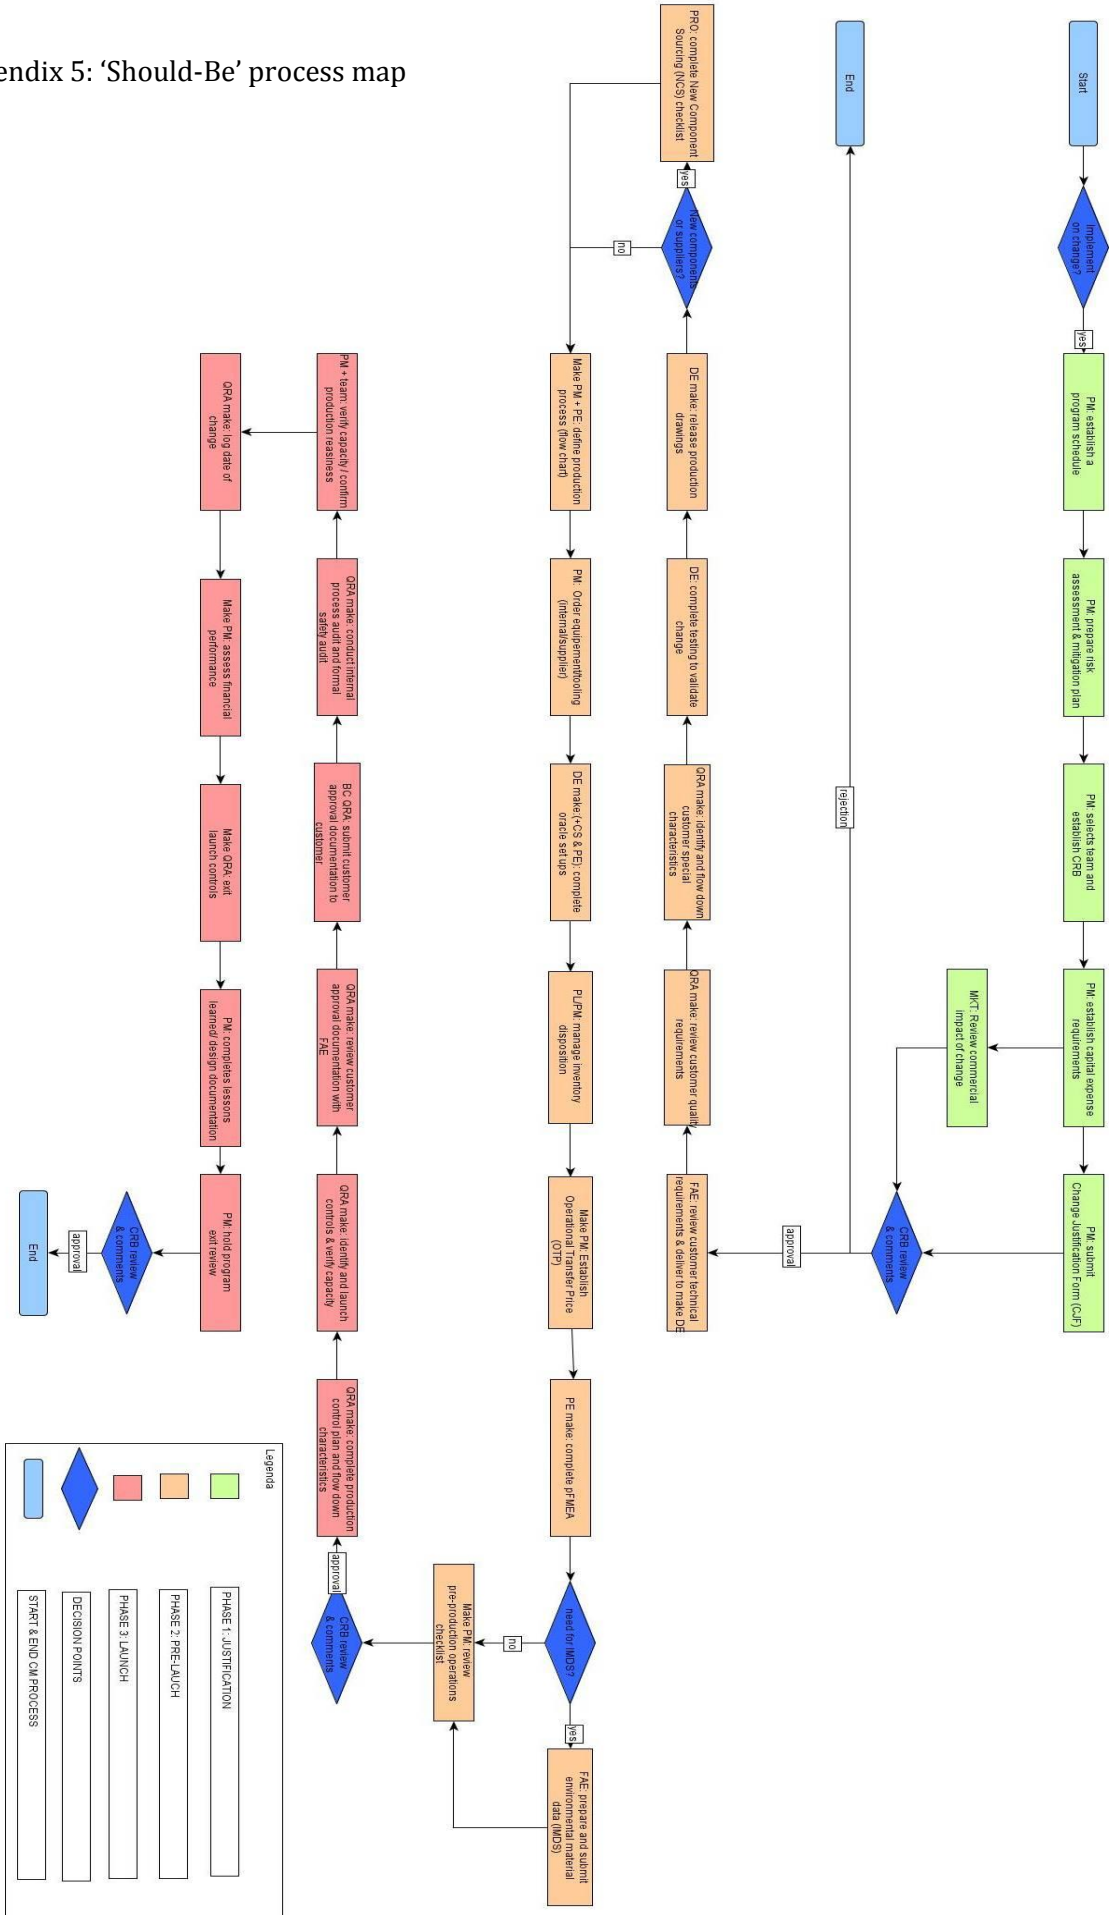 endix 5: ‘Should-Be’ process map
Start
Implement
on change?
yes
PM: establish a
program schedule
PM: prepare risk
assessment & mitigation plan
PM: selects team and
establish CRB
PM: establish capital expense
requirements
PM: submit
Change Justification Form (CJF)
MKT: Review commercial
impact of change
CRB review
& comments
rejection
End
approval
FAE: review customer technical
requirements & deliver to make DE
QRA make: review customer quality
requirements
QRA make: identify and flow down
customer special
characteristics
DE: complete testing to validate
change
DE make: release production
drawings
New components
or suppliers?
yes
PRO: complete New Component
Sourcing (NCS) checklist
no
Make PM + PE: define production
process (flow chart)
PM: Order equipement/tooling
(internal/supplier)
DE make:(+CS & PE): complete
oracle set ups
PL/PM: manage inventory
disposition
Make PM: Establish
Operational Transfer Price
(OTP)
PE make: complete pFMEA
need for IMDS?
yes
FAE: prepare and submit
environmental material
data (IMDS)
no
Make PM: review
pre-production operations
checklist
CRB review
& comments
approval
QRA make: complete production
control plan and flow down
characteristics
QRA make: identify and launch
controls & verify capacity
QRA make: review customer
approval documentation with
FAE
BC QRA: submit customer
approval documentation to
customer
QRA make: conduct internal
process audit and formal
safety audit
PM + team: verify capacity / confirm
production reasiness
QRA make: log date of
change
Make PM: assess financial
performance
Make QRA: exit
launch controls
PM: completes lessons
learned/ design documentation
PM: hold program
exit review
CRB review
& comments
approval
End
Legenda
PHASE 1: JUSTIFICATION
PHASE 2: PRE-LAUCH
PHASE 3: LAUNCH
DECISION POINTS
START & END CM PROCESS